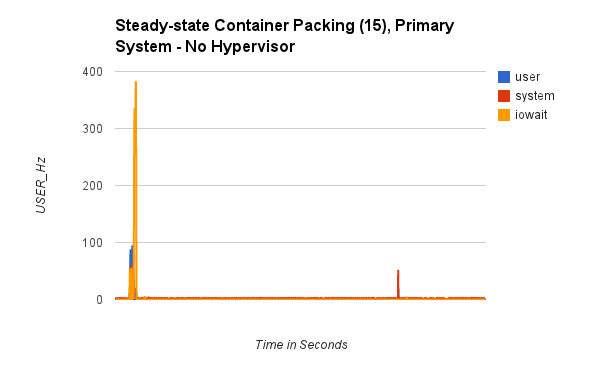 Steady-state Container Packing (15), Primary
System - No Hypervisor
400
300
200
100
0
USER_Hz
Time in Seconds
user
system
iowait